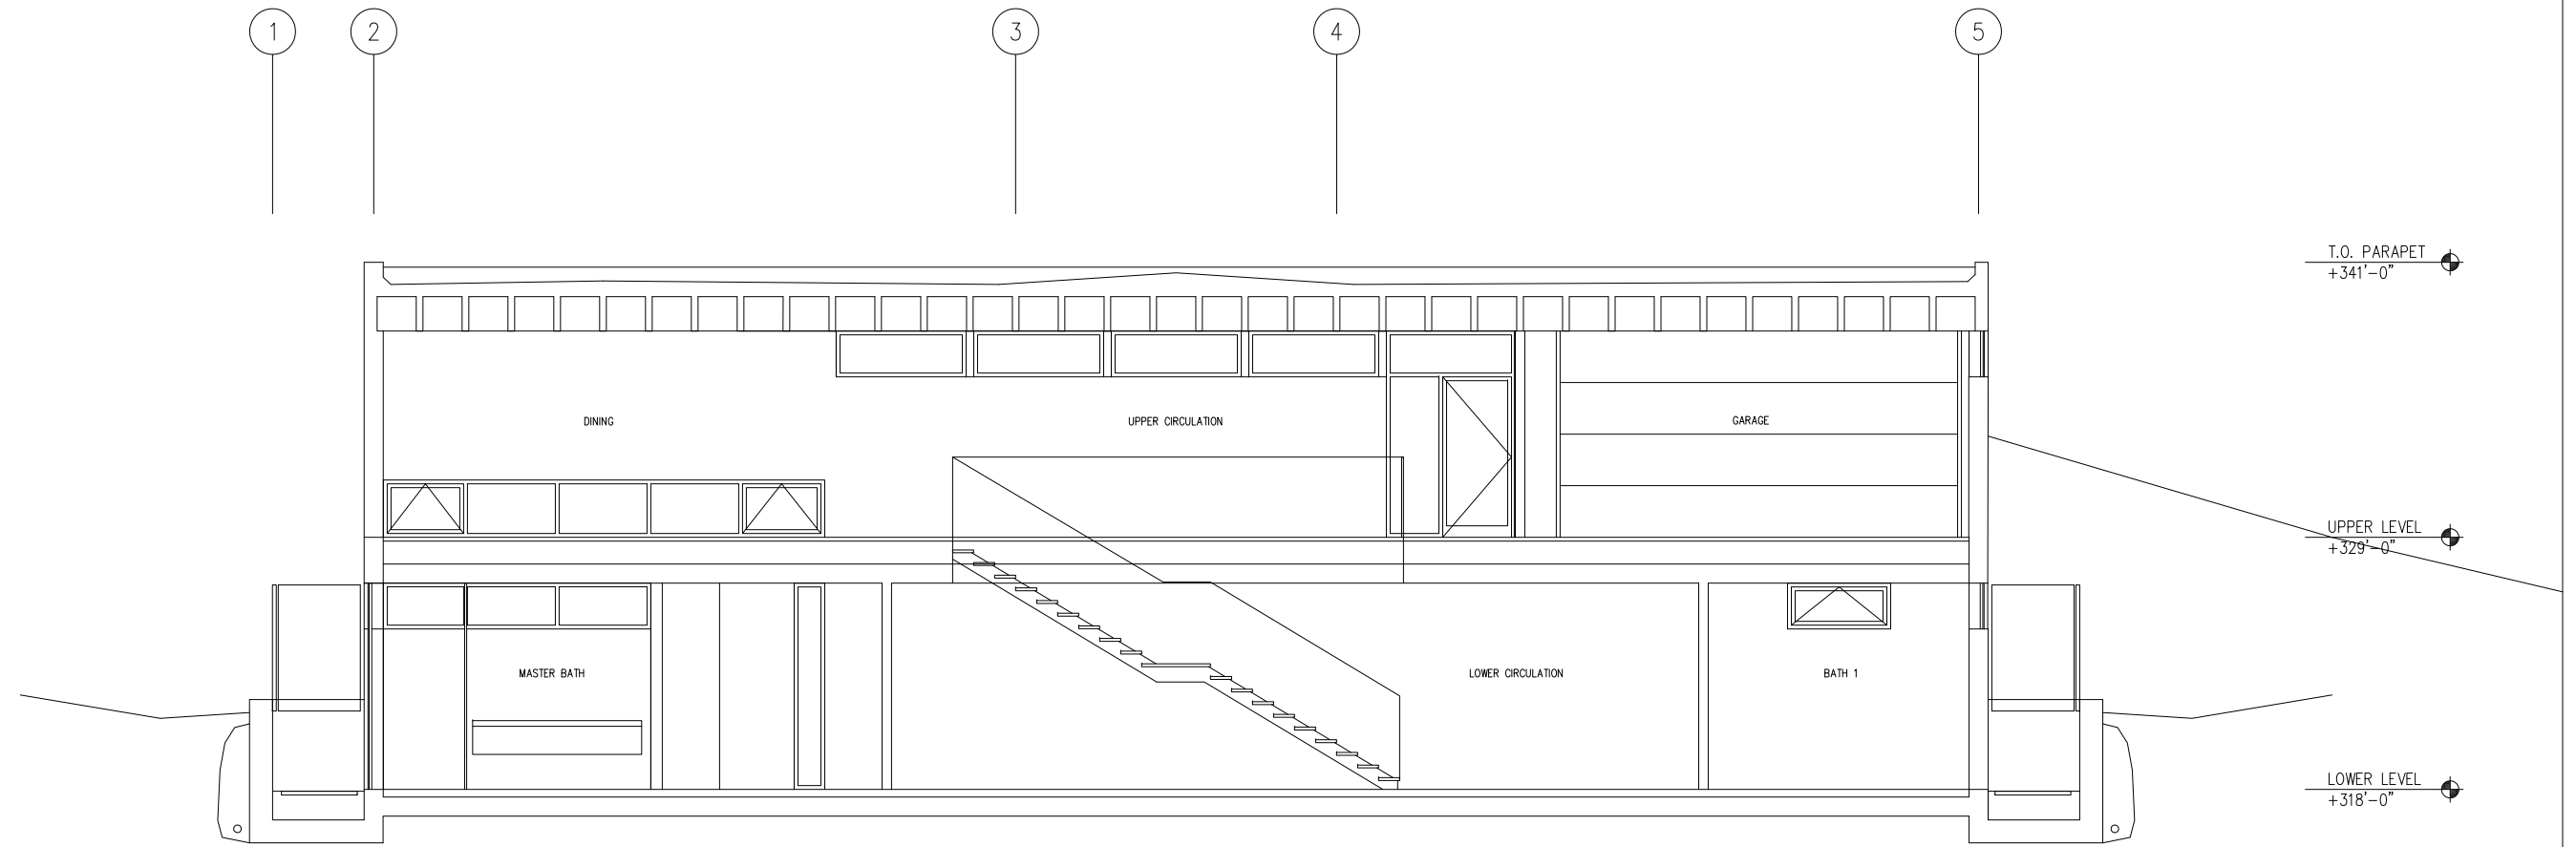 1 2 3 4 5
T.O. PARAPET
+341'-0"
DINING UPPER CIRCULATION GARAGE
UPPER LEVEL
+329'-0"
MASTER BATH LOWER CIRCULATION BATH 1
LOWER LEVEL
+318'-0"